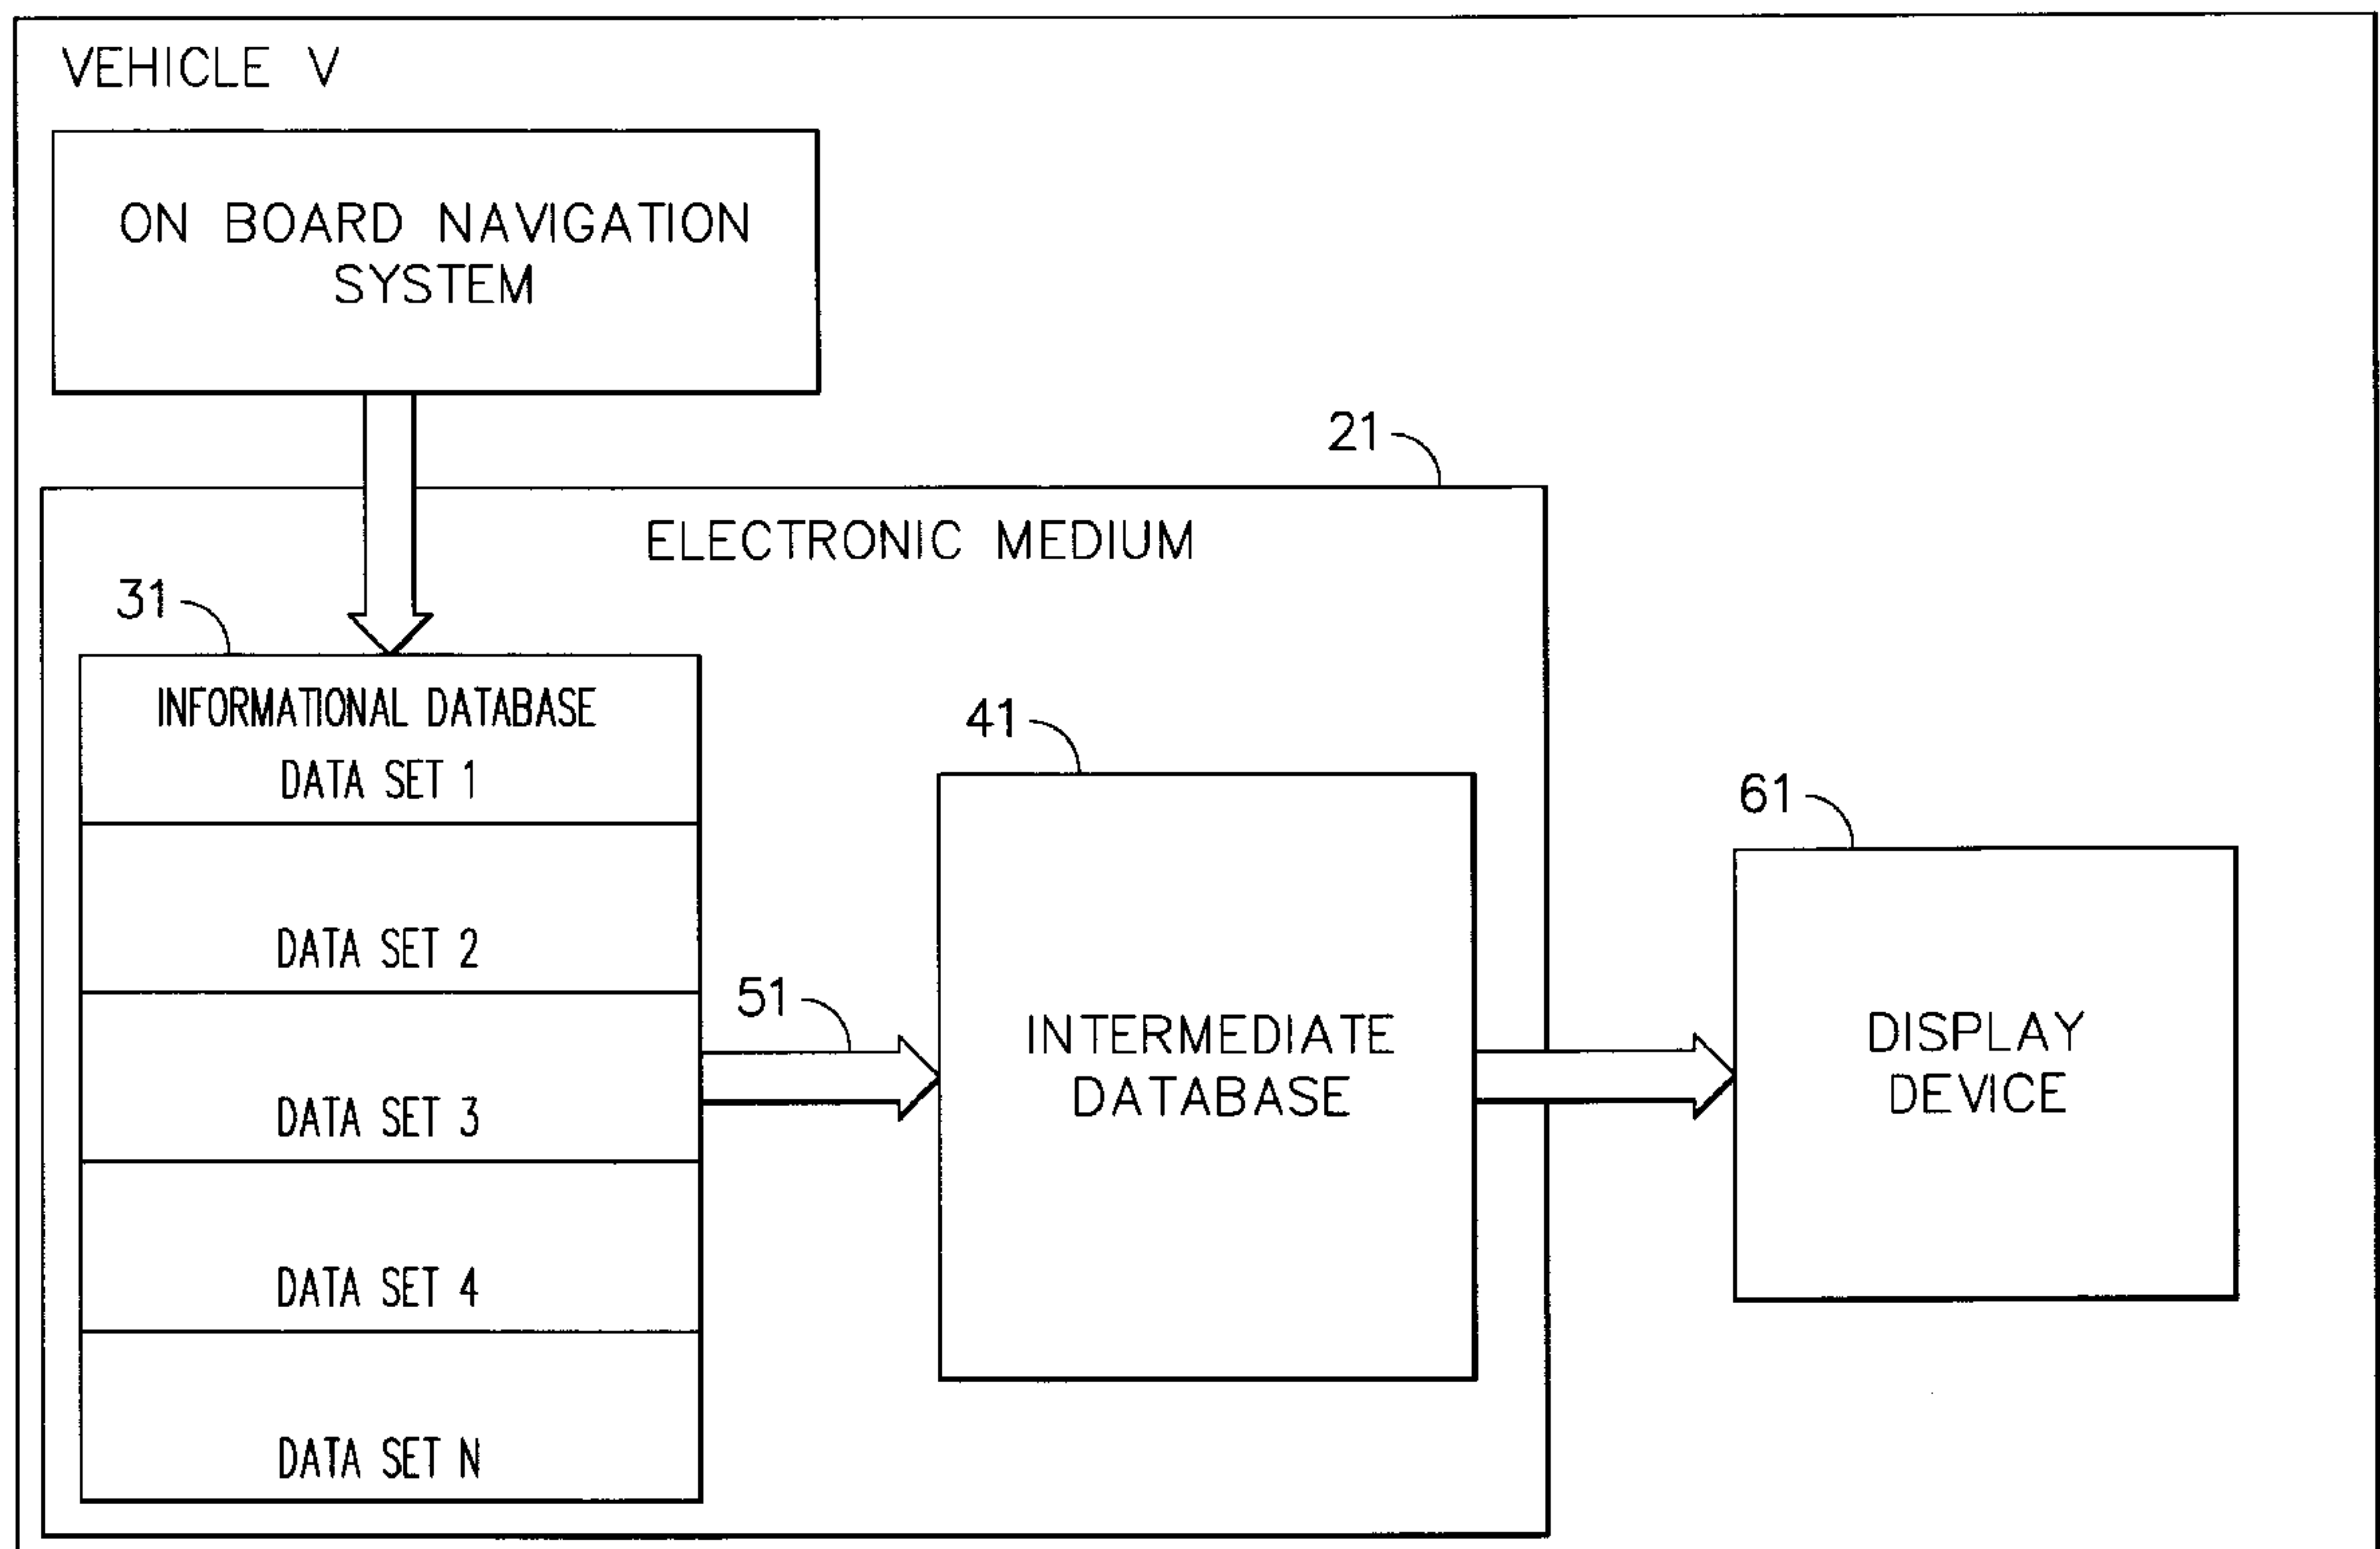 VEHICLE V
ON BOARD NAVIGATION
SYSTEM
21
ELECTRONIC MEDIUM
31
INFORMATIONAL DATABASE
DATA SET 1
DATA SET 2
DATA SET 3
DATA SET 4
DATA SET N
51
41
INTERMEDIATE
DATABASE
61
DISPLAY
DEVICE